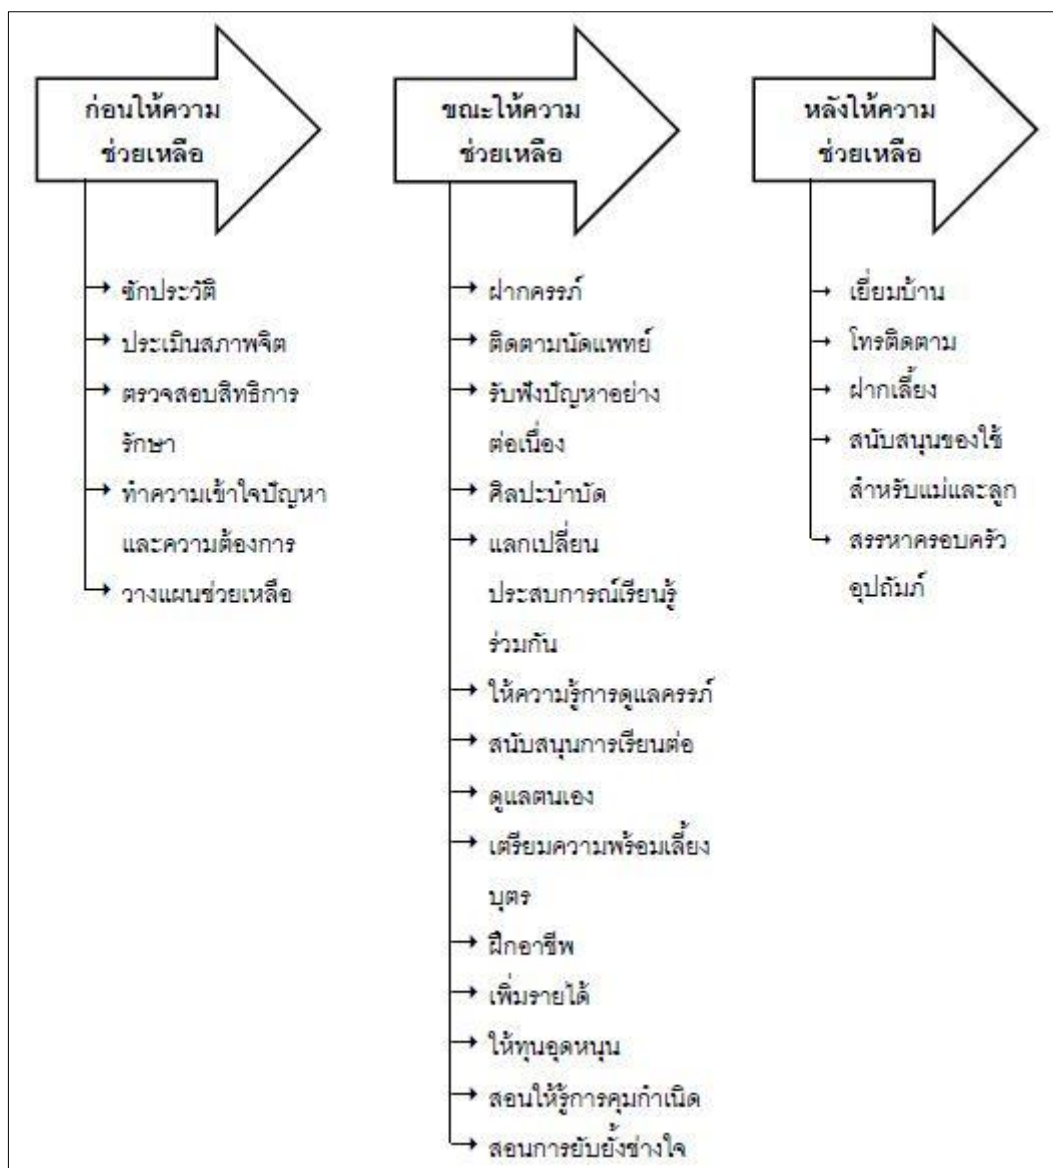 ก่อนให้ความ
ช่วยเหลือ
ซักประวัติ
ประเมินสภาพจิต
ตรวจสอบสิทธิการ
รักษา
ทำความเข้าใจปัญหา
และความต้องการ
วางแผนช่วยเหลือ
ขณะให้ความ
ช่วยเหลือ
ฝากครรภ์
ติดตามนัดแพทย์
รับฟังปัญหาอย่าง
ต่อเนื่อง
ศิลปะบำบัด
แลกเปลี่ยน
ประสบการณ์เรียนรู้
ร่วมกัน
ให้ความรู้การดูแลครรภ์
สนับสนุนการเรียนต่อ
ดูแลตนเอง
เตรียมความพร้อมเลี้ยง
บุตร
ฝึกอาชีพ
เพิ่มรายได้
ให้ทุนอุดหนุน
สอนให้รู้การคุมกำเนิด
สอนการยับยั้งช่างใจ
หลังให้ความ
ช่วยเหลือ
เยี่ยมบ้าน
โทรติดตาม
ฝากเลี้ยง
สนับสนุนของใช้
สำหรับแม่และลูก
สรรหาครอบครัว
อุปถัมภ์